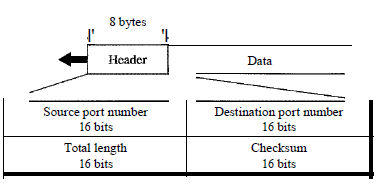 8 bytes
Header
Data
Source port number
16 bits
Destination port number
16 bits
Total length
16 bits
Checksum
16 bits